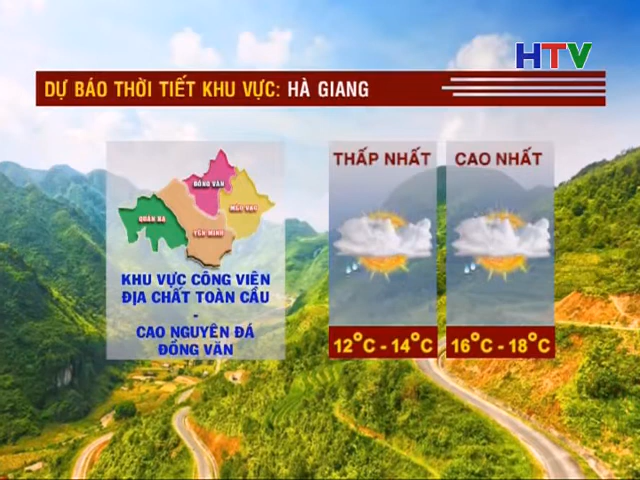 HTV
DỰ BÁO THỜI TIẾT KHU VỰC: HÀ GIANG
THẤP NHẤT
CAO NHẤT
ĐỒNG VĂN
MÈO VẠC
QUẢN BẠ
YÊN MINH
KHU VỰC CÔNG VIÊN
ĐỊA CHẤT TOÀN CẦU
-
CAO NGUYÊN ĐÁ
ĐỒNG VĂN
12°C - 14°C
16°C - 18°C